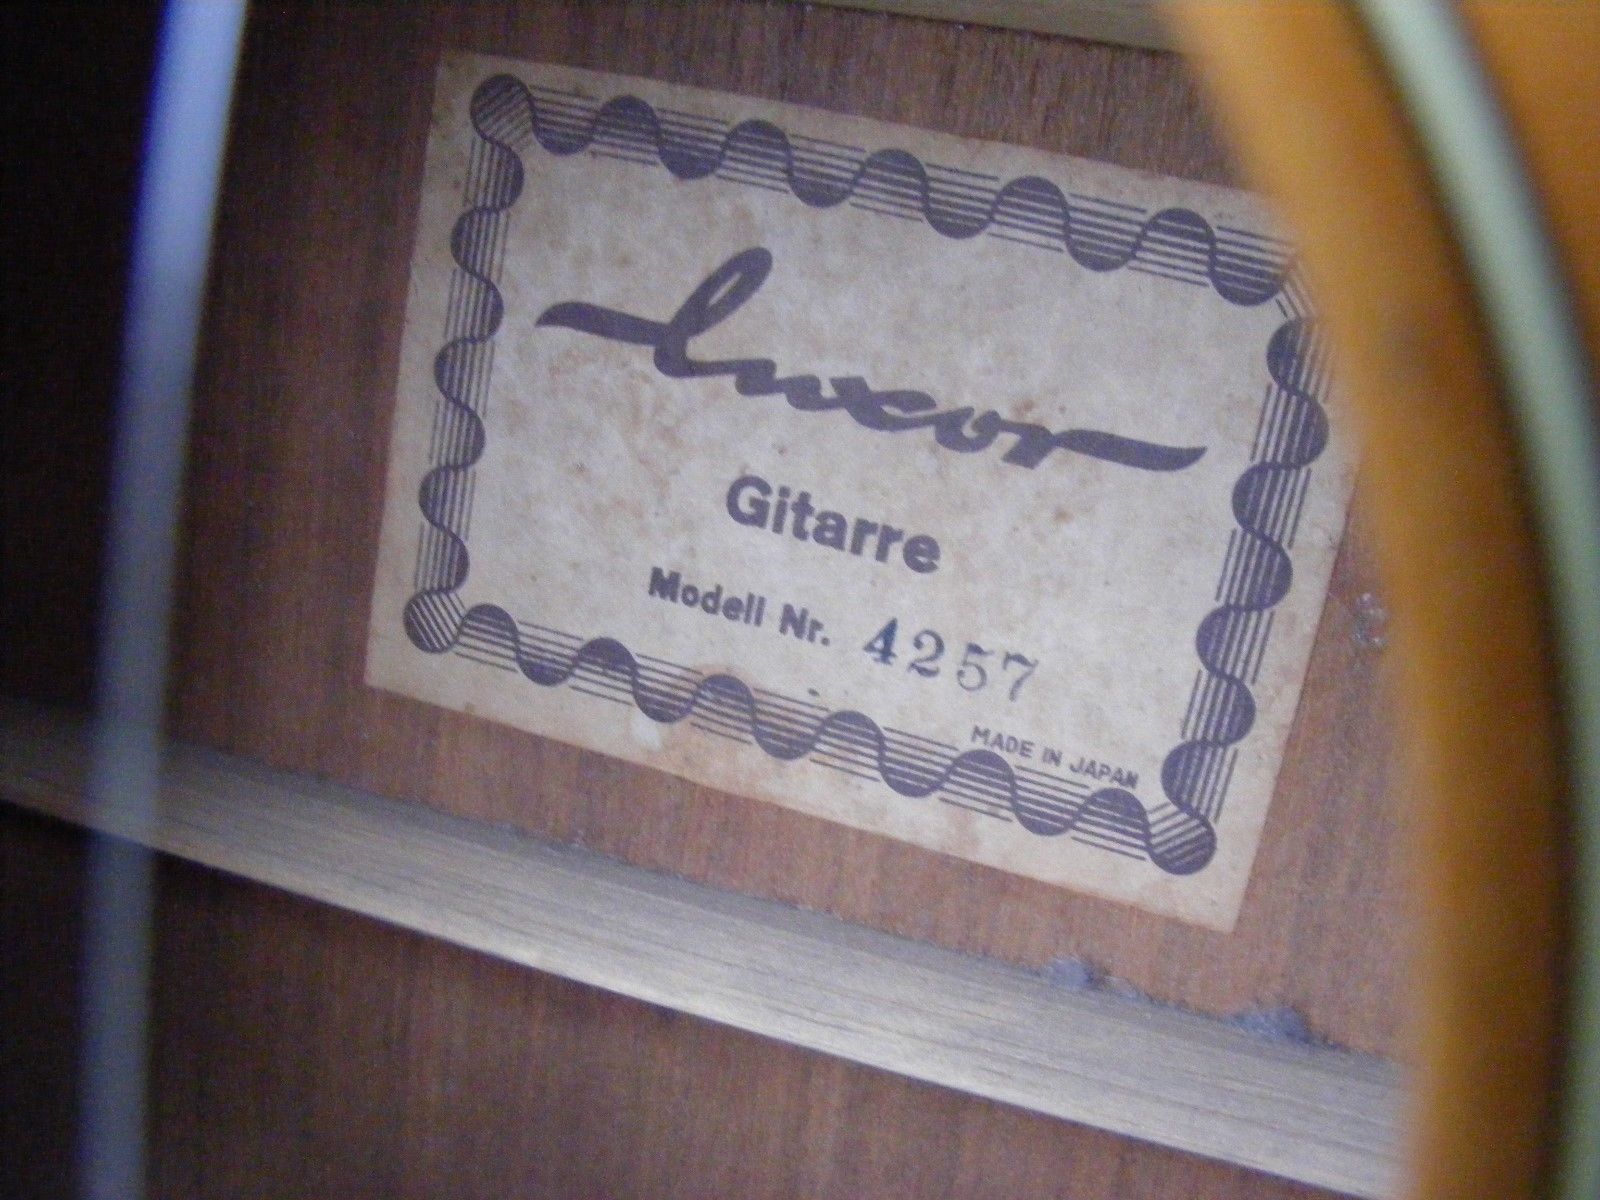 Luxor
Gitarre
Modell Nr. 4257
MADE IN JAPAN